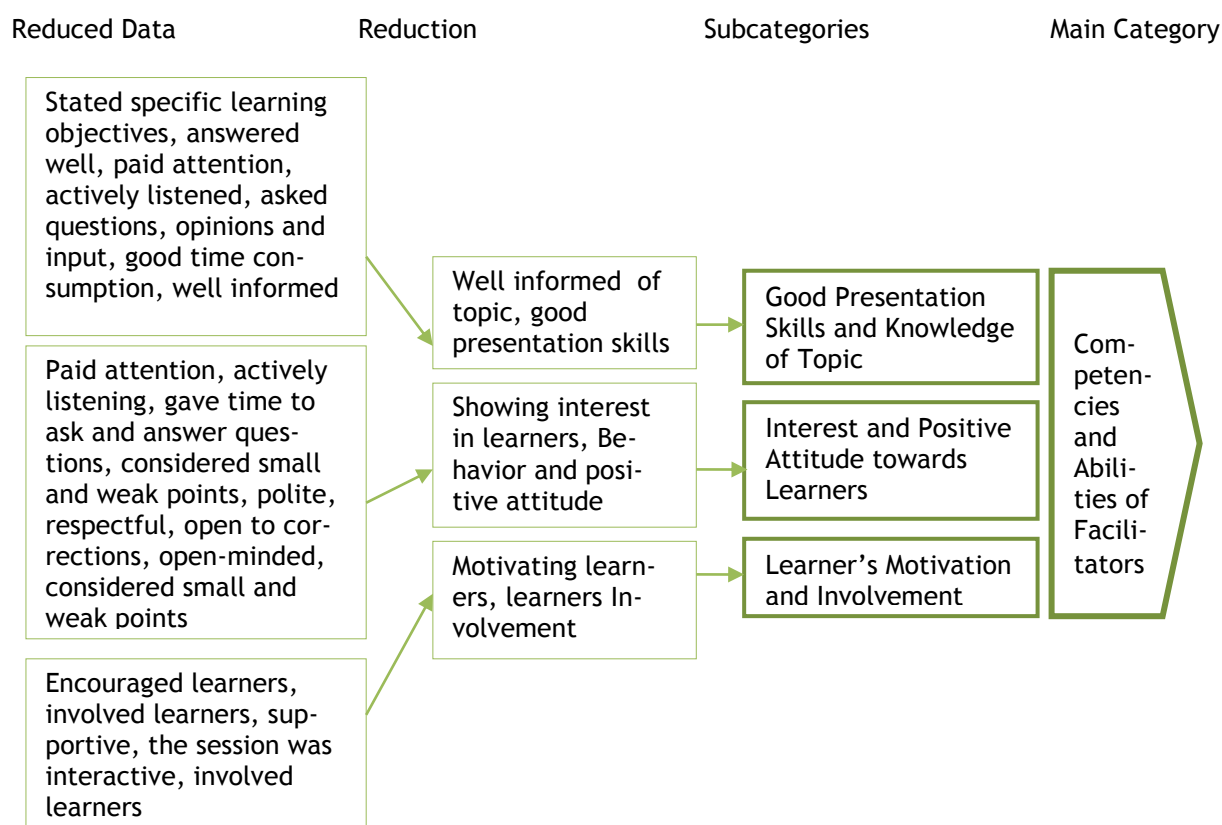 Reduced Data
Reduction
Subcategories
Main Category
Stated specific learning
objectives, answered
well, paid attention,
actively listened, asked
questions, opinions and
input, good time con-
sumption, well informed
Paid attention, actively
listening, gave time to
ask and answer ques-
tions, considered small
and weak points, polite,
respectful, open to cor-
rections, open-minded,
considered small and
weak points
Encouraged learners,
involved learners, sup-
portive, the session was
interactive, involved
learners
Well informed of
topic, good
presentation skills
Showing interest
in learners, Be-
havior and posi-
tive attitude
Motivating learn-
ers, learners In-
volvement
Good Presentation
Skills and Knowledge
of Topic
Interest and Positive
Attitude towards
Learners
Learner’s Motivation
and Involvement
Com-
peten-
cies
and
Abili-
ties of
Facili-
tators